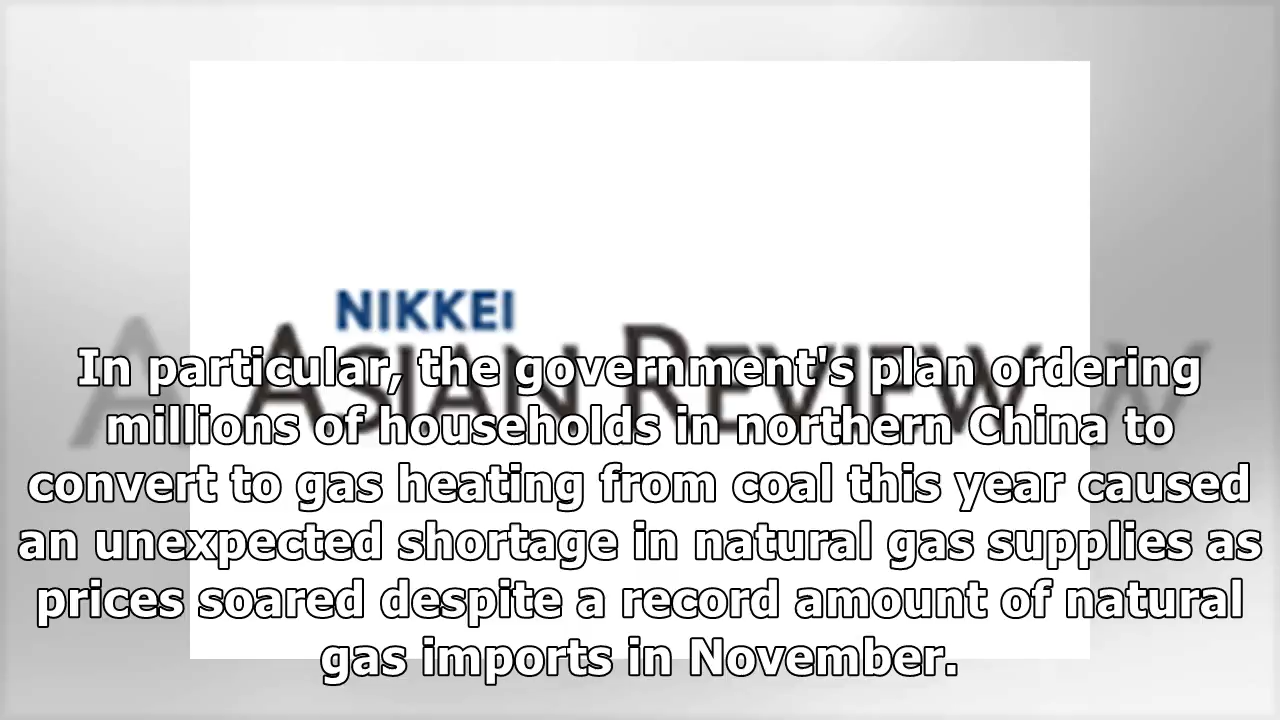 NIKKEI
ASIAN REVIEW
In particular, the government's plan ordering
millions of households in northern China to
convert to gas heating from coal this year caused
an unexpected shortage in natural gas supplies as
prices soared despite a record amount of natural
gas imports in November.